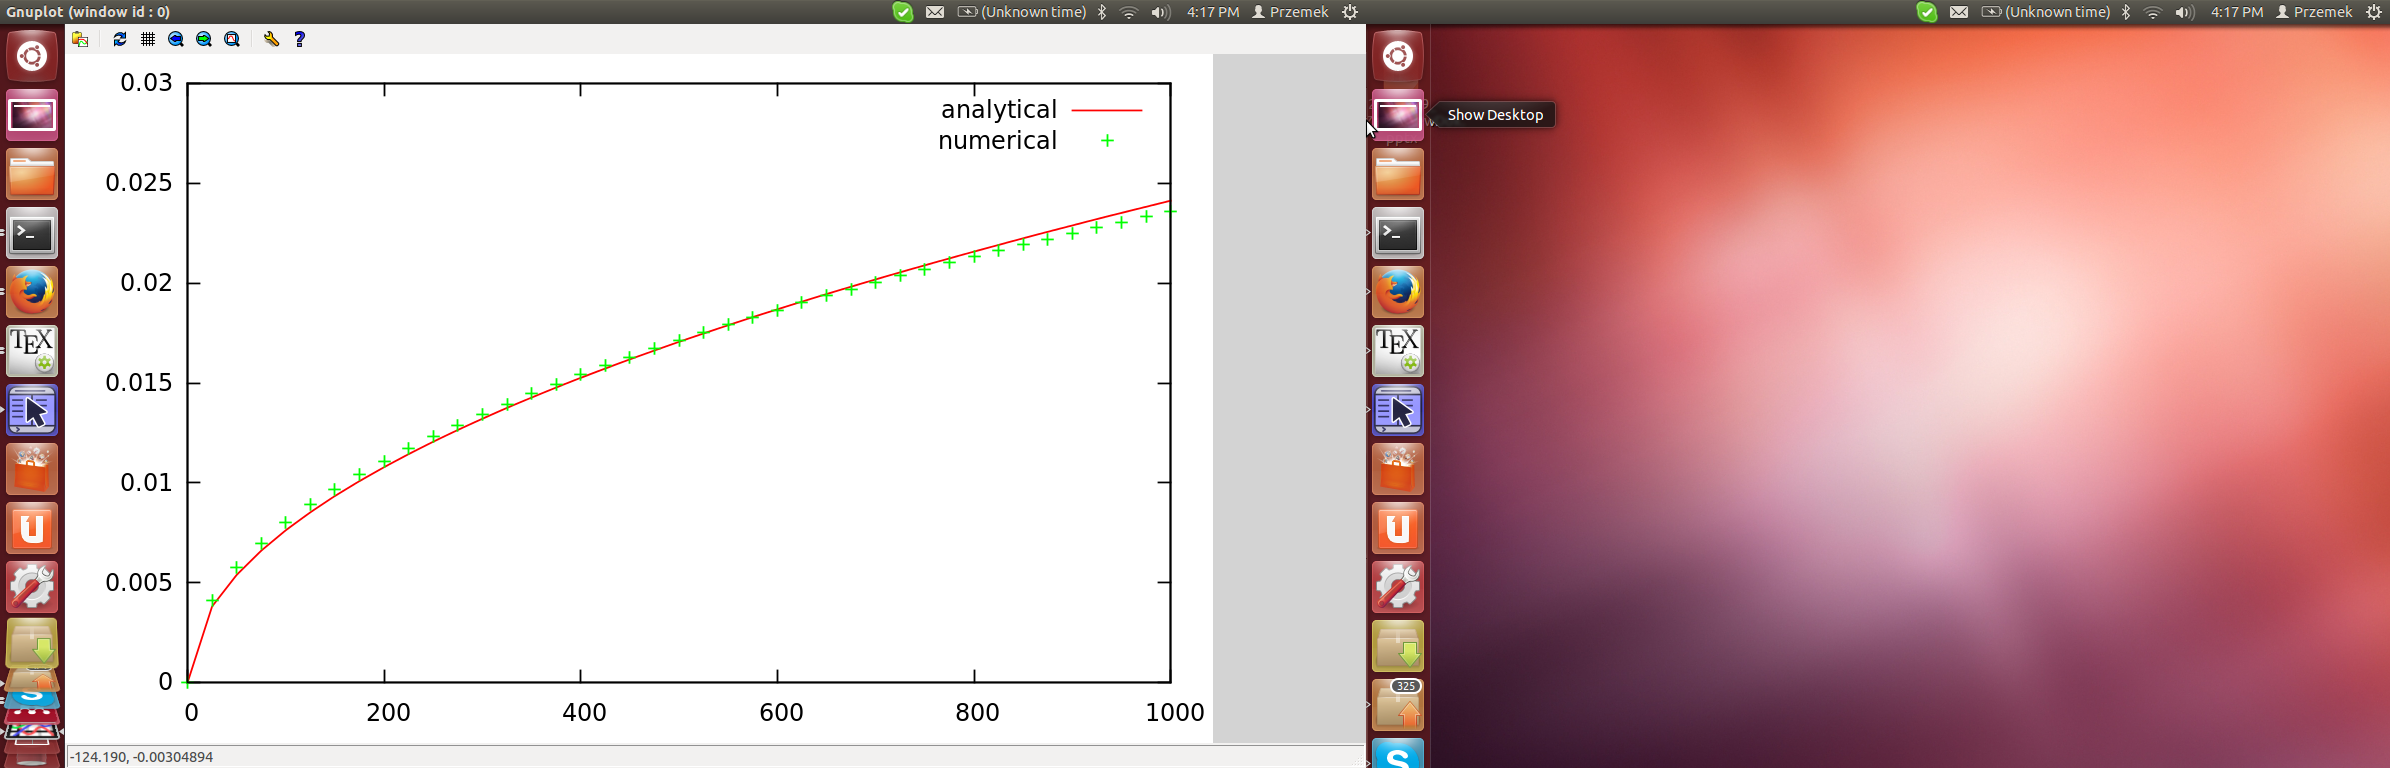 Gnuplot (window id : 0)
(Unknown time) 4:17 PM Przemek
(Unknown time) 4:17 PM Przemek
0.03
0.025
0.02
0.015
0.01
0.005
0
analytical
numerical
0 200 400 600 800 1000
-124.190, -0.00304894
>_
TEX
U
S
Show Desktop
>_
TEX
U
325
S